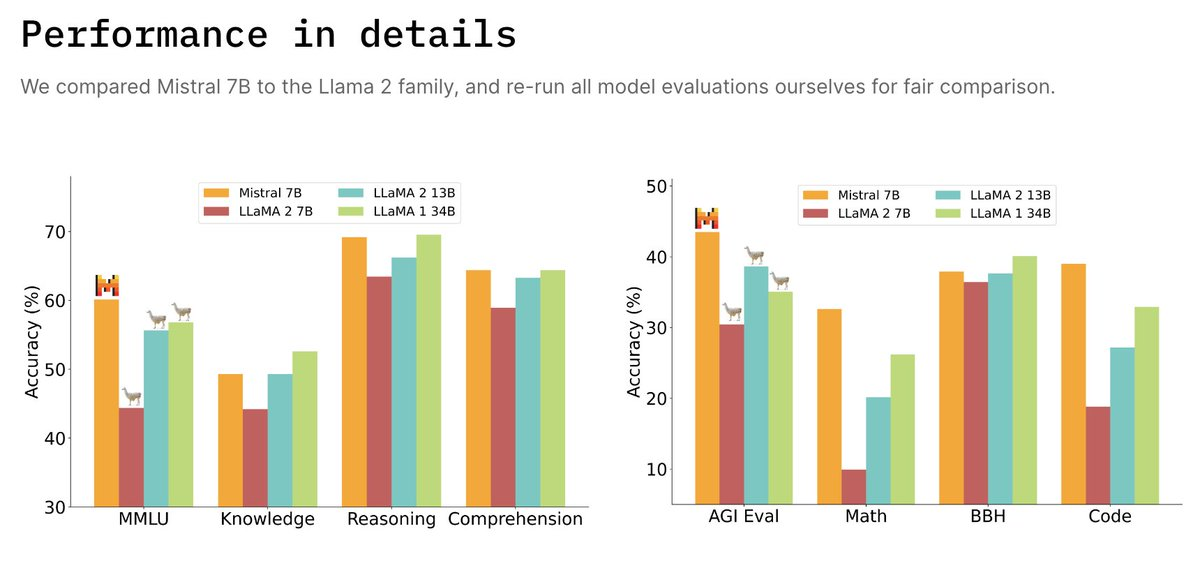 Performance in details
We compared Mistral 7B to the Llama 2 family, and re-run all model evaluations ourselves for fair comparison.
Mistral 7B
LLaMA 2 7B
LLaMA 2 13B
LLaMA 1 34B
Accuracy (%)
70
60
50
40
30
MMLU Knowledge Reasoning Comprehension
Mistral 7B
LLaMA 2 7B
LLaMA 2 13B
LLaMA 1 34B
Accuracy (%)
50
40
30
20
10
AGI Eval Math BBH Code